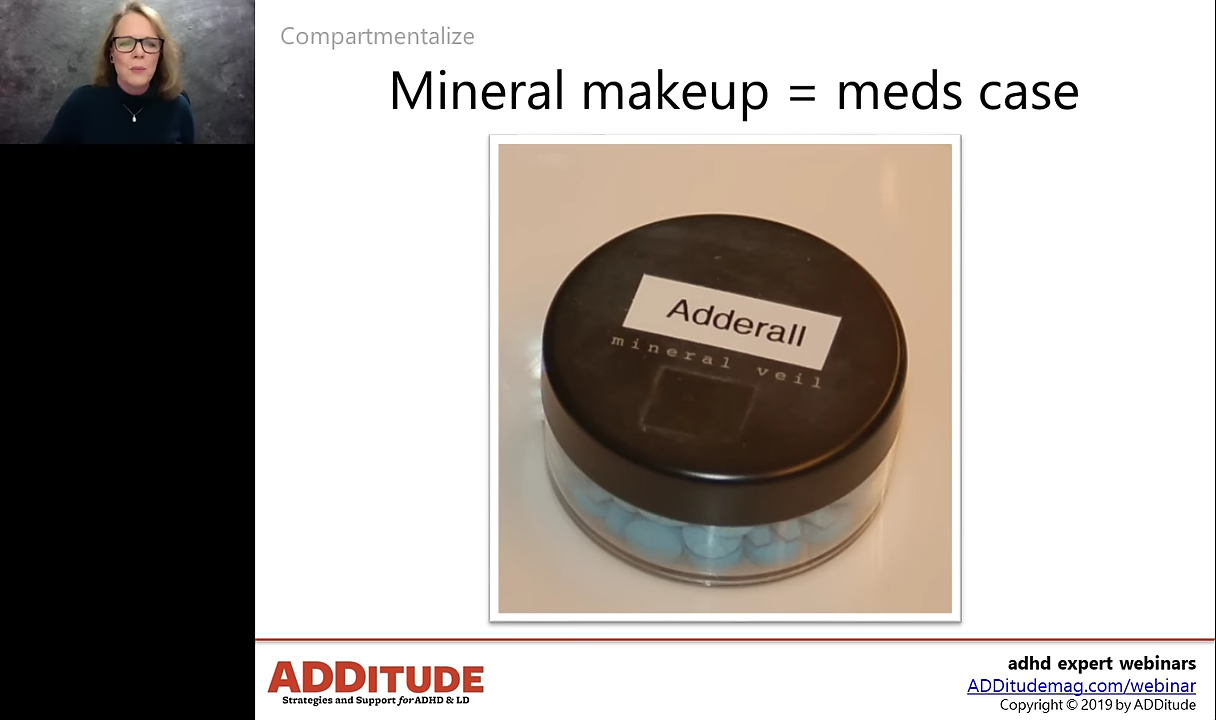 Compartmentalize
Mineral makeup = meds case
Adderall
mineral veil
ADDITUDE
Strategies and Support for ADHD & LD
adhd expert webinars
ADDitudemag.com/webinar
Copyright © 2019 by ADDitude